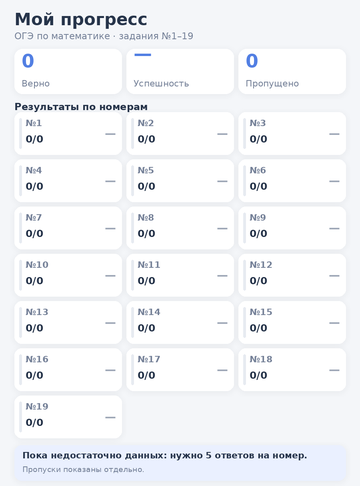 Мой прогресс
ОГЭ по математике · задания №1–19
0 — 0
Верно Успешность Пропущено
Результаты по номерам
№1 №2 №3
0/0 — 0/0 — 0/0 —
№4 №5 №6
0/0 — 0/0 — 0/0 —
№7 №8 №9
0/0 — 0/0 — 0/0 —
№10 №11 №12
0/0 — 0/0 — 0/0 —
№13 №14 №15
0/0 — 0/0 — 0/0 —
№16 №17 №18
0/0 — 0/0 — 0/0 —
№19
0/0 —
Пока недостаточно данных: нужно 5 ответов на номер.
Пропуски показаны отдельно.